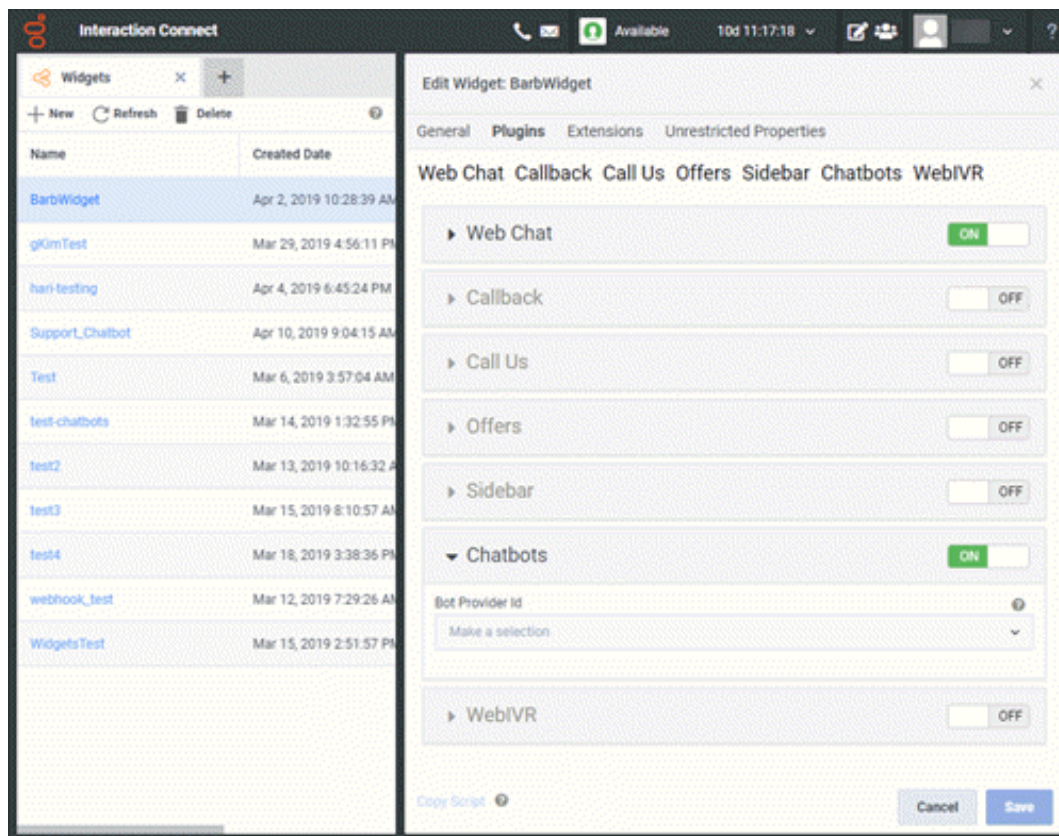 Interaction Connect
Available
10d 11:17:18
?
Widgets
New Refresh Delete
Name Created Date
BarbWidget Apr 2, 2019 10:28:39 AM
gKimTest Mar 29, 2019 4:56:11 PM
hari-testing Apr 4, 2019 6:45:24 PM
Support_Chatbot Apr 10, 2019 9:04:15 AM
Test Mar 6, 2019 3:57:04 AM
test-chatbots Mar 14, 2019 1:32:55 PM
test2 Mar 13, 2019 10:16:32 A
test3 Mar 15, 2019 8:10:57 AM
test4 Mar 18, 2019 3:38:36 PM
webhook_test Mar 12, 2019 7:29:26 AM
WidgetsTest Mar 15, 2019 2:51:57 PM
Edit Widget: BarbWidget
General Plugins Extensions Unrestricted Properties
Web Chat Callback Call Us Offers Sidebar Chatbots WebIVR
Web Chat ON
Callback OFF
Call Us OFF
Offers OFF
Sidebar OFF
Chatbots ON
Bot Provider Id
Make a selection
WebIVR OFF
Copy Script
Cancel Save